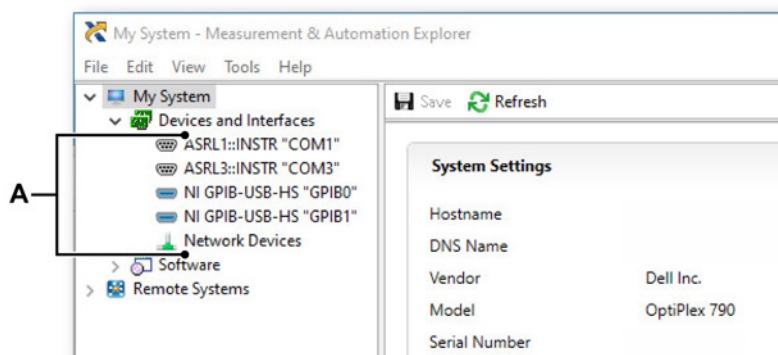 My System - Measurement & Automation Explorer
File Edit View Tools Help
My System
Devices and Interfaces
ASRL1::INSTR "COM1"
ASRL3::INSTR "COM3"
NI GPIB-USB-HS "GPIB0"
NI GPIB-USB-HS "GPIB1"
Network Devices
Software
Remote Systems
A
Save Refresh
System Settings
Hostname
DNS Name
Vendor Dell Inc.
Model OptiPlex 790
Serial Number